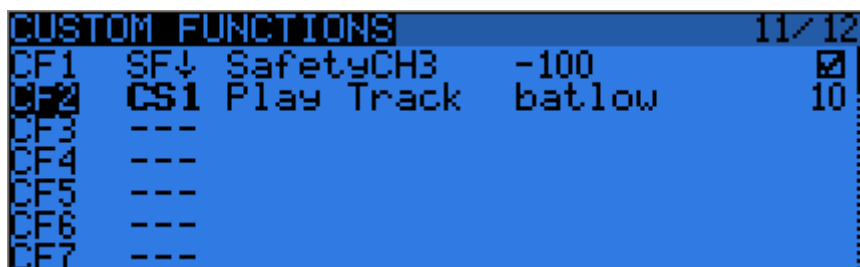 CUSTOM FUNCTIONS 11/12
CF1 SF↓ SafetyCH3 -100 ☑
CF2 CS1 Play Track batlow 10
CF3 ---
CF4 ---
CF5 ---
CF6 ---
CF7 ---